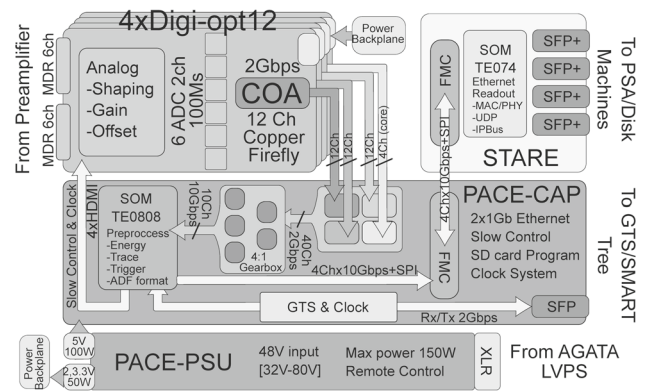 4xDigi-opt12
Power
Backplane
From Preamplifier
MDR 6ch
MDR 6ch
Analog
-Shaping
-Gain
-Offset
6 ADC 2ch
100Ms
2Gbps
COA
12 Ch
Copper
Firefly
12Ch
12Ch
12Ch
4Ch (core)
FMC
SOM
TE074
Ethernet
Readout
-MAC/PHY
-UDP
-IPBus
SFP+
SFP+
SFP+
SFP+
STARE
To PSA/Disk
Machines
4Chx10Gbps+SPI
Slow Control & Clock
4xHDMI
SOM
TE0808
Preproccess
-Energy
-Trace
-Trigger
-ADF format
10Ch
10Gbps
4:1
Gearbox
40Ch
2Gbps
4Chx10Gbps+SPI
FMC
PACE-CAP
2x1Gb Ethernet
Slow Control
SD card Program
Clock System
To GTS/SMART
Tree
GTS & Clock
Rx/Tx 2Gbps
SFP
Power
Backplane
5V
100W
2,3.3V
50W
PACE-PSU
48V input
[32V-80V]
Max power 150W
Remote Control
XLR
From AGATA
LVPS